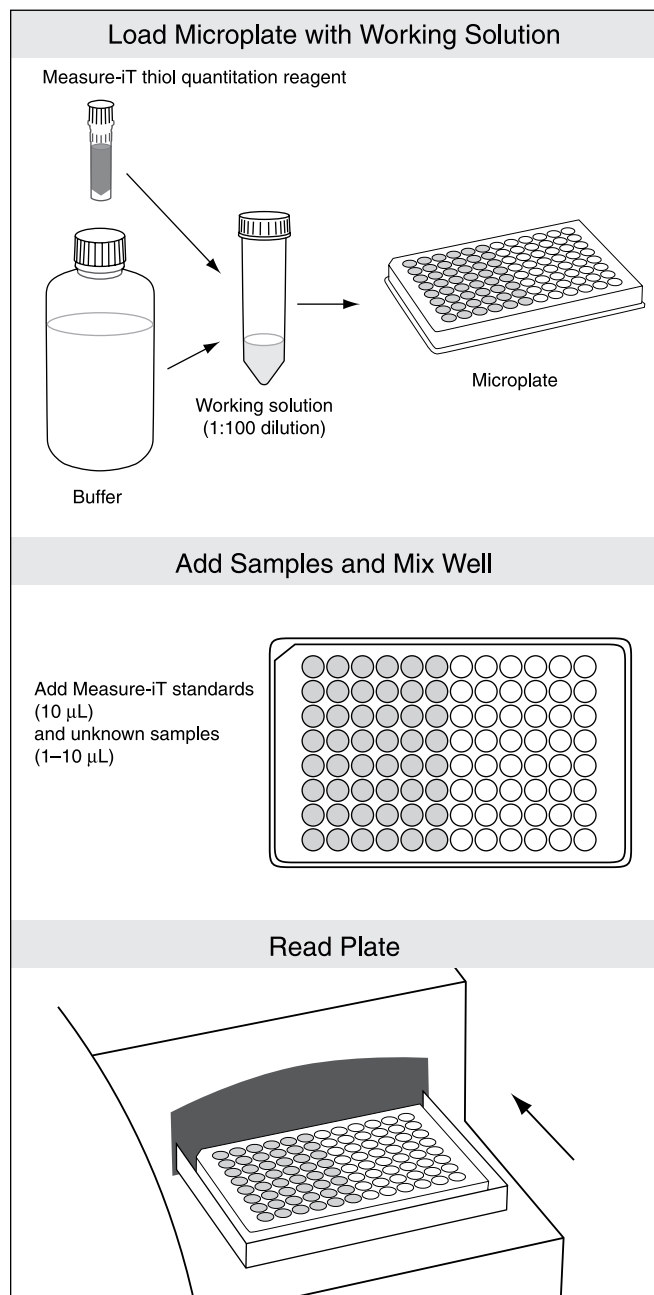 Load Microplate with Working Solution
Measure-iT thiol quantitation reagent
Working solution
(1:100 dilution)
Microplate
Buffer
Add Samples and Mix Well
Add Measure-iT standards
(10 μL)
and unknown samples
(1–10 μL)
Read Plate